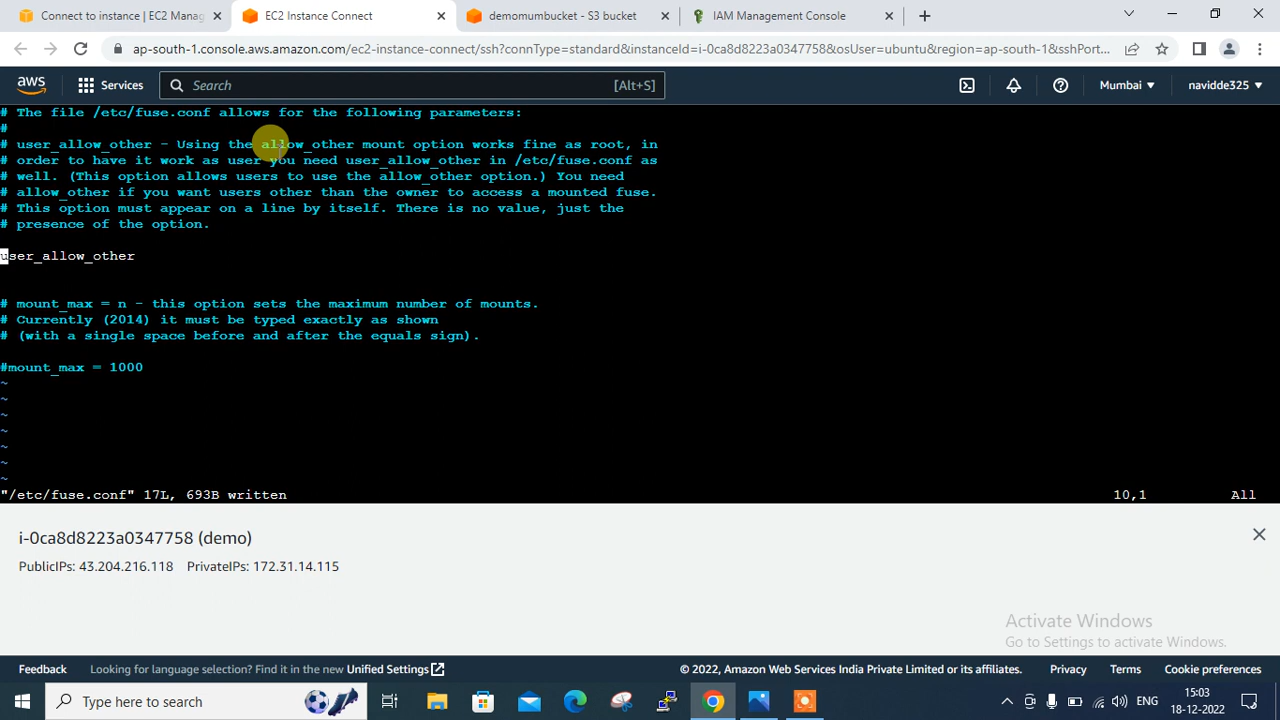 Connect to instance | EC2 Manag
EC2 Instance Connect
demomumbucket - S3 bucket
IAM Management Console
ap-south-1.console.aws.amazon.com/ec2-instance-connect/ssh?connType=standard&instanceId=i-0ca8d8223a0347758&osUser=ubuntu&region=ap-south-1&sshPort...
aws
Services
Search
[Alt+S]
Mumbai
navidde325
# The file /etc/fuse.conf allows for the following parameters:
#
# user_allow_other - Using the allow_other mount option works fine as root, in
# order to have it work as user you need user_allow_other in /etc/fuse.conf as
# well. (This option allows users to use the allow_other option.) You need
# allow_other if you want users other than the owner to access a mounted fuse.
# This option must appear on a line by itself. There is no value, just the
# presence of the option.
user_allow_other
# mount_max = n - this option sets the maximum number of mounts.
# Currently (2014) it must be typed exactly as shown
# (with a single space before and after the equals sign).
#mount_max = 1000
~
~
~
~
~
~
~
"/etc/fuse.conf" 17L, 693B written
10,1
All
i-0ca8d8223a0347758 (demo)
PublicIPs: 43.204.216.118 PrivateIPs: 172.31.14.115
Activate Windows
Go to Settings to activate Windows.
Feedback
Looking for language selection? Find it in the new Unified Settings
© 2022, Amazon Web Services India Private Limited or its affiliates.
Privacy
Terms
Cookie preferences
Type here to search
ENG
15:03
18-12-2022